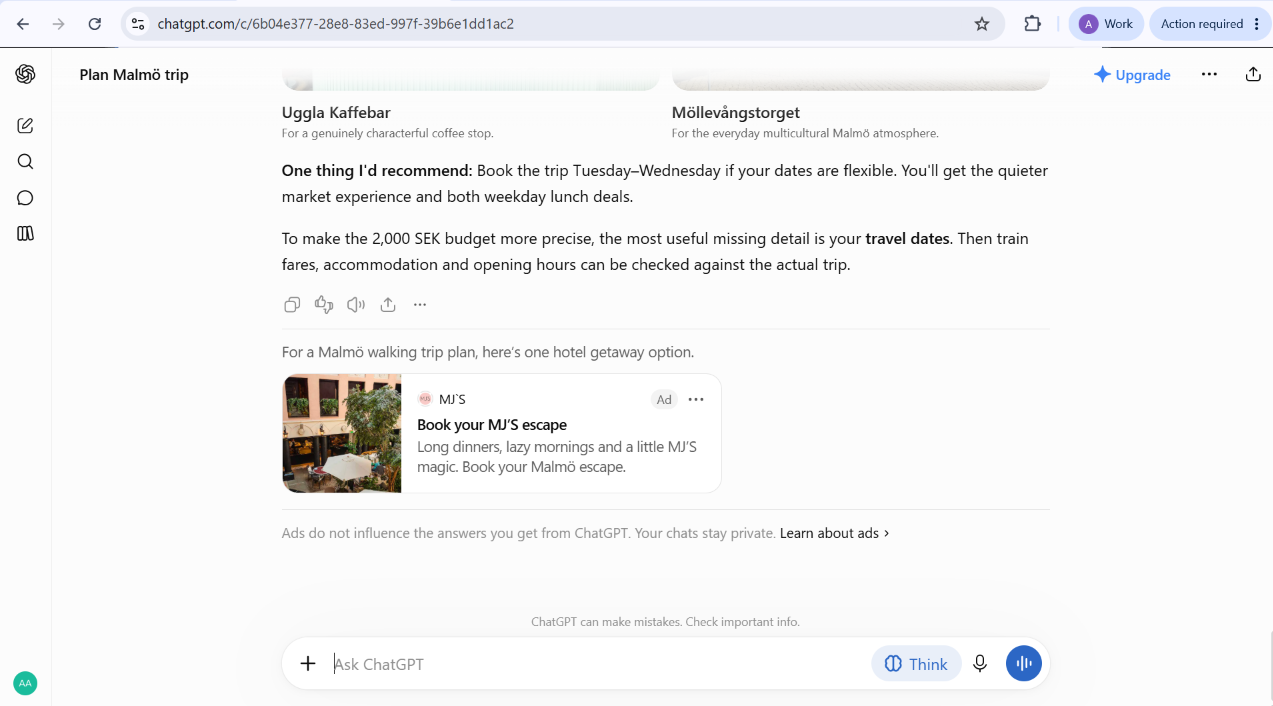 chatgpt.com/c/6b04e377-28e8-83ed-997f-39b6e1dd1ac2
A Work
Action required
Plan Malmö trip
Upgrade
Uggla Kaffebar
For a genuinely characterful coffee stop.
Möllevångstorget
For the everyday multicultural Malmö atmosphere.
One thing I'd recommend: Book the trip Tuesday–Wednesday if your dates are flexible. You'll get the quieter
market experience and both weekday lunch deals.
To make the 2,000 SEK budget more precise, the most useful missing detail is your travel dates. Then train
fares, accommodation and opening hours can be checked against the actual trip.
For a Malmö walking trip plan, here's one hotel getaway option.
MJ`S
Ad
Book your MJ’S escape
Long dinners, lazy mornings and a little MJ’S
magic. Book your Malmö escape.
Ads do not influence the answers you get from ChatGPT. Your chats stay private. Learn about ads ›
ChatGPT can make mistakes. Check important info.
Ask ChatGPT
Think
AA